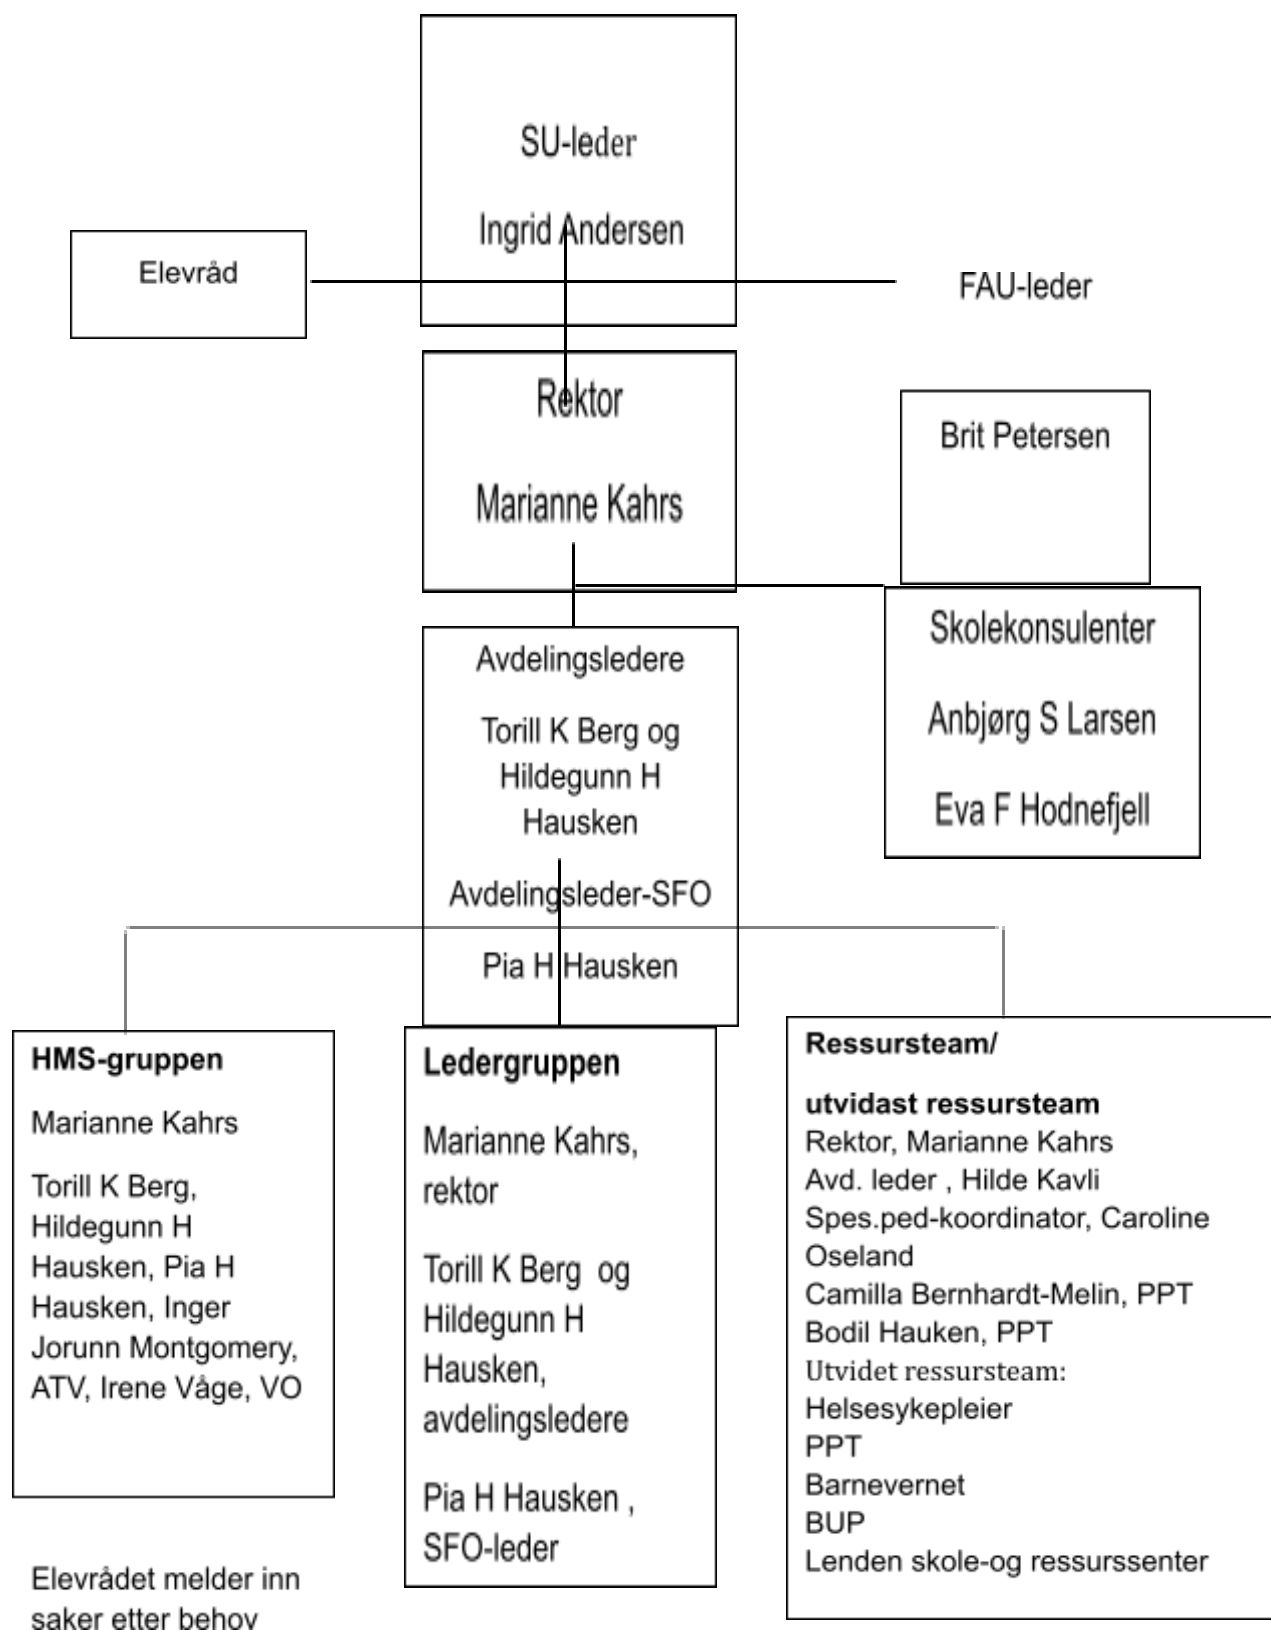 SU-leder
Ingrid Andersen
Elevråd
FAU-leder
Rektor
Marianne Kahrs
Brit Petersen
Skolekonsulenter
Anbjørg S Larsen
Eva F Hodnefjell
Avdelingsledere
Torill K Berg og
Hildegunn H
Hausken
Avdelingsleder-SFO
Pia H Hausken
HMS-gruppen
Marianne Kahrs
Torill K Berg,
Hildegunn H
Hausken, Pia H
Hausken, Inger
Jorunn Montgomery,
ATV, Irene Våge, VO
Elevrådet melder inn
saker etter behov
Ledergruppen
Marianne Kahrs,
rektor
Torill K Berg  og
Hildegunn H
Hausken,
avdelingsledere
Pia H Hausken ,
SFO-leder
Ressursteam/
utvidast ressursteam
Rektor, Marianne Kahrs
Avd. leder , Hilde Kavli
Spes.ped-koordinator, Caroline
Oseland
Camilla Bernhardt-Melin, PPT
Bodil Hauken, PPT
Utvidet ressursteam:
Helsesykepleier
PPT
Barnevernet
BUP
Lenden skole-og ressurssenter